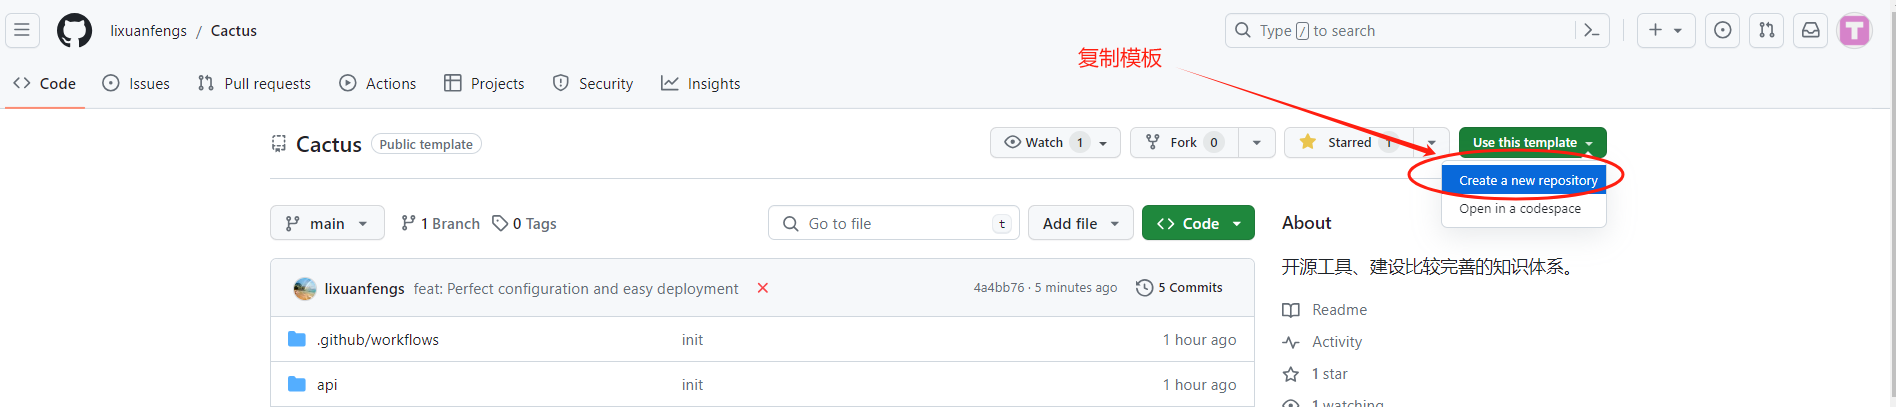 lixuanfengs / Cactus
Type / to search
复制模板
Code
Issues
Pull requests
Actions
Projects
Security
Insights
Cactus Public template
Watch 1
Fork 0
Starred 1
Use this template
Create a new repository
Open in a codespace
main
1 Branch
0 Tags
Go to file t
Add file
Code
About
开源工具、建设比较完善的知识体系。
lixuanfengs feat: Perfect configuration and easy deployment
4a4bb76 · 5 minutes ago
5 Commits
.github/workflows init 1 hour ago
api init 1 hour ago
Readme
Activity
1 star
1 watching
T